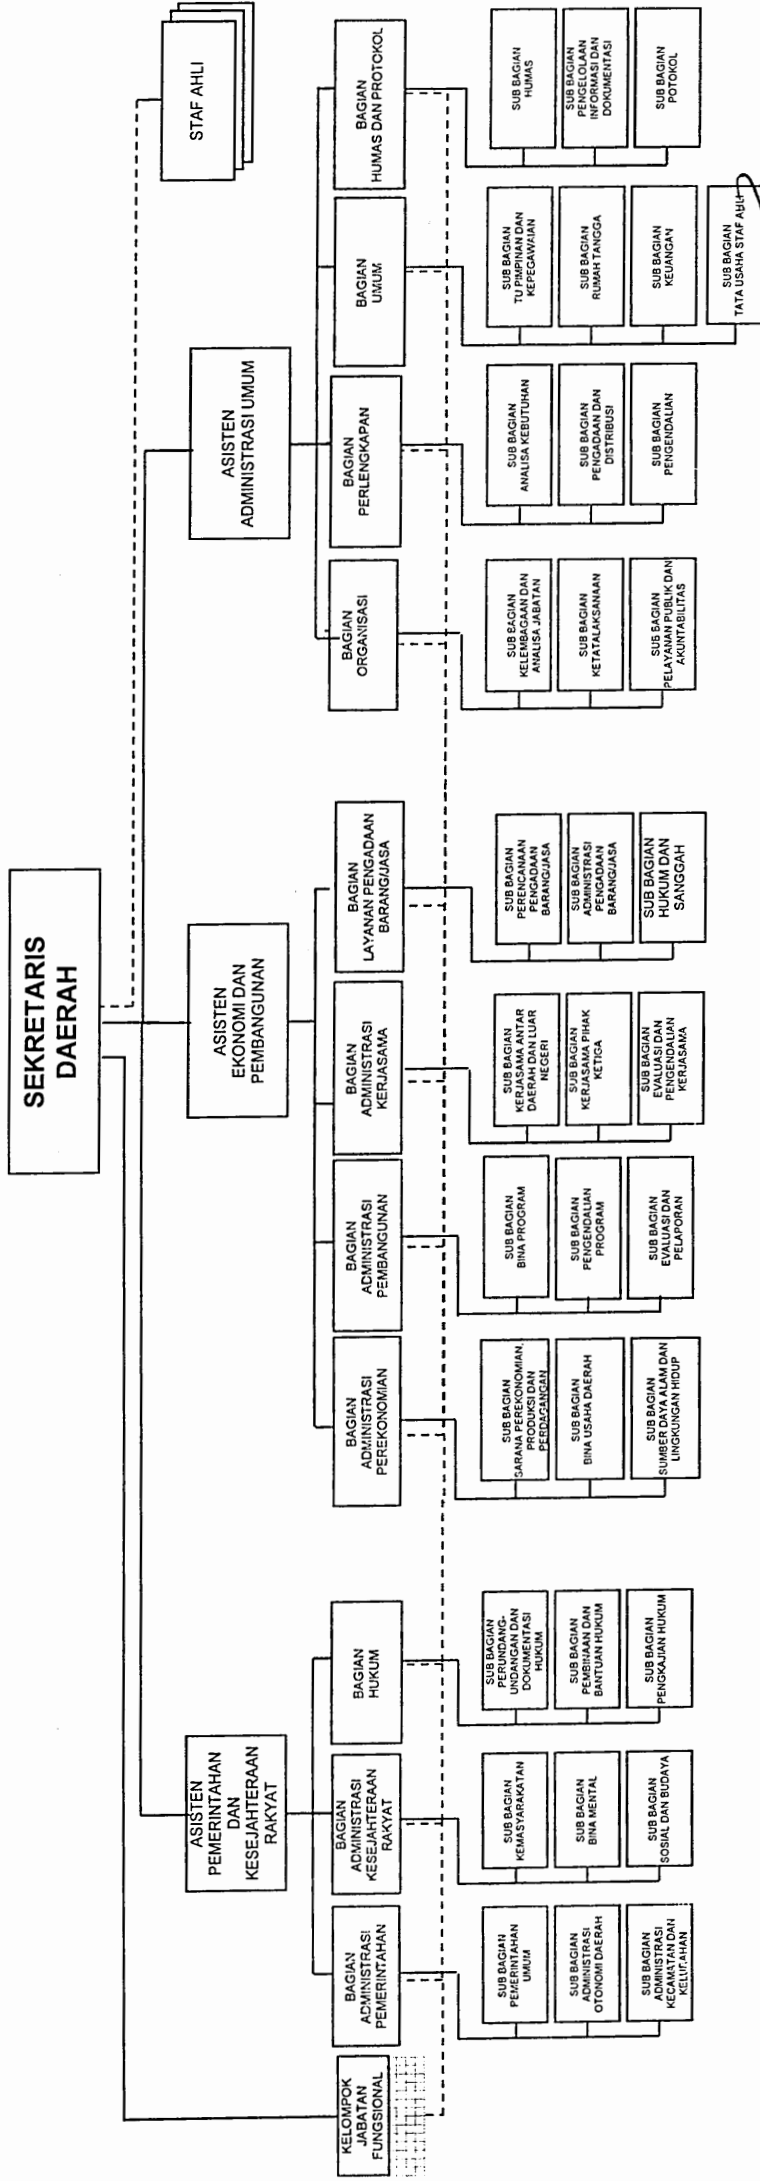 SEKRETARIS
DAERAH
STAF AHLI
ASISTEN
PEMERINTAHAN
DAN
KESEJAHTERAAN
RAKYAT
ASISTEN
EKONOMI DAN
PEMBANGUNAN
ASISTEN
ADMINISTRASI UMUM
KELOMPOK
JABATAN
FUNGSIONAL
BAGIAN
ADMINISTRASI
PEMERINTAHAN
BAGIAN
ADMINISTRASI
KESEJAHTERAAN
RAKYAT
BAGIAN
HUKUM
BAGIAN
ADMINISTRASI
PEREKONOMIAN
BAGIAN
ADMINISTRASI
PEMBANGUNAN
BAGIAN
ADMINISTRASI
KERJASAMA
BAGIAN
LAYANAN PENGADAAN
BARANG/JASA
BAGIAN
ORGANISASI
BAGIAN
PERLENGKAPAN
BAGIAN
UMUM
BAGIAN
HUMAS DAN PROTOKOL
SUB BAGIAN
PEMERINTAHAN
UMUM
SUB BAGIAN
ADMINISTRASI
OTONOMI DAERAH
SUB BAGIAN
ADMINISTRASI
KECAMATAN DAN
KELURAHAN
SUB BAGIAN
KEMASYARAKATAN
SUB BAGIAN
BINA MENTAL
SUB BAGIAN
SOSIAL DAN BUDAYA
SUB BAGIAN
PERUNDANG-
UNDANGAN DAN
DOKUMENTASI
HUKUM
SUB BAGIAN
PEMBINAAN DAN
BANTUAN HUKUM
SUB BAGIAN
PENGKAJIAN HUKUM
SUB BAGIAN
SARANA PEREKONOMIAN,
PRODUKSI DAN
PERDAGANGAN
SUB BAGIAN
BINA USAHA DAERAH
SUB BAGIAN
SUMBER DAYA ALAM DAN
LINGKUNGAN HIDUP
SUB BAGIAN
BINA PROGRAM
SUB BAGIAN
PENGENDALIAN
PROGRAM
SUB BAGIAN
EVALUASI DAN
PELAPORAN
SUB BAGIAN
KERJASAMA ANTAR
DAERAH DAN LUAR
NEGERI
SUB BAGIAN
KERJASAMA PIHAK
KETIGA
SUB BAGIAN
EVALUASI DAN
PENGENDALIAN
KERJASAMA
SUB BAGIAN
PERENCANAAN
PENGADAAN
BARANG/JASA
SUB BAGIAN
ADMINISTRASI
PENGADAAN
BARANG/JASA
SUB BAGIAN
HUKUM DAN
SANGGAH
SUB BAGIAN
KELEMBAGAAN DAN
ANALISA JABATAN
SUB BAGIAN
KETATALAKSANAAN
SUB BAGIAN
PELAYANAN PUBLIK DAN
AKUNTABILITAS
SUB BAGIAN
ANALISA KEBUTUHAN
SUB BAGIAN
PENGADAAN DAN
DISTRIBUSI
SUB BAGIAN
PENGENDALIAN
SUB BAGIAN
TU PIMPINAN DAN
KEPEGAWAIAN
SUB BAGIAN
RUMAH TANGGA
SUB BAGIAN
KEUANGAN
SUB BAGIAN
TATA USAHA STAF AHLI
SUB BAGIAN
HUMAS
SUB BAGIAN
PENGELOLAAN
INFORMASI DAN
DOKUMENTASI
SUB BAGIAN
POTOKOL